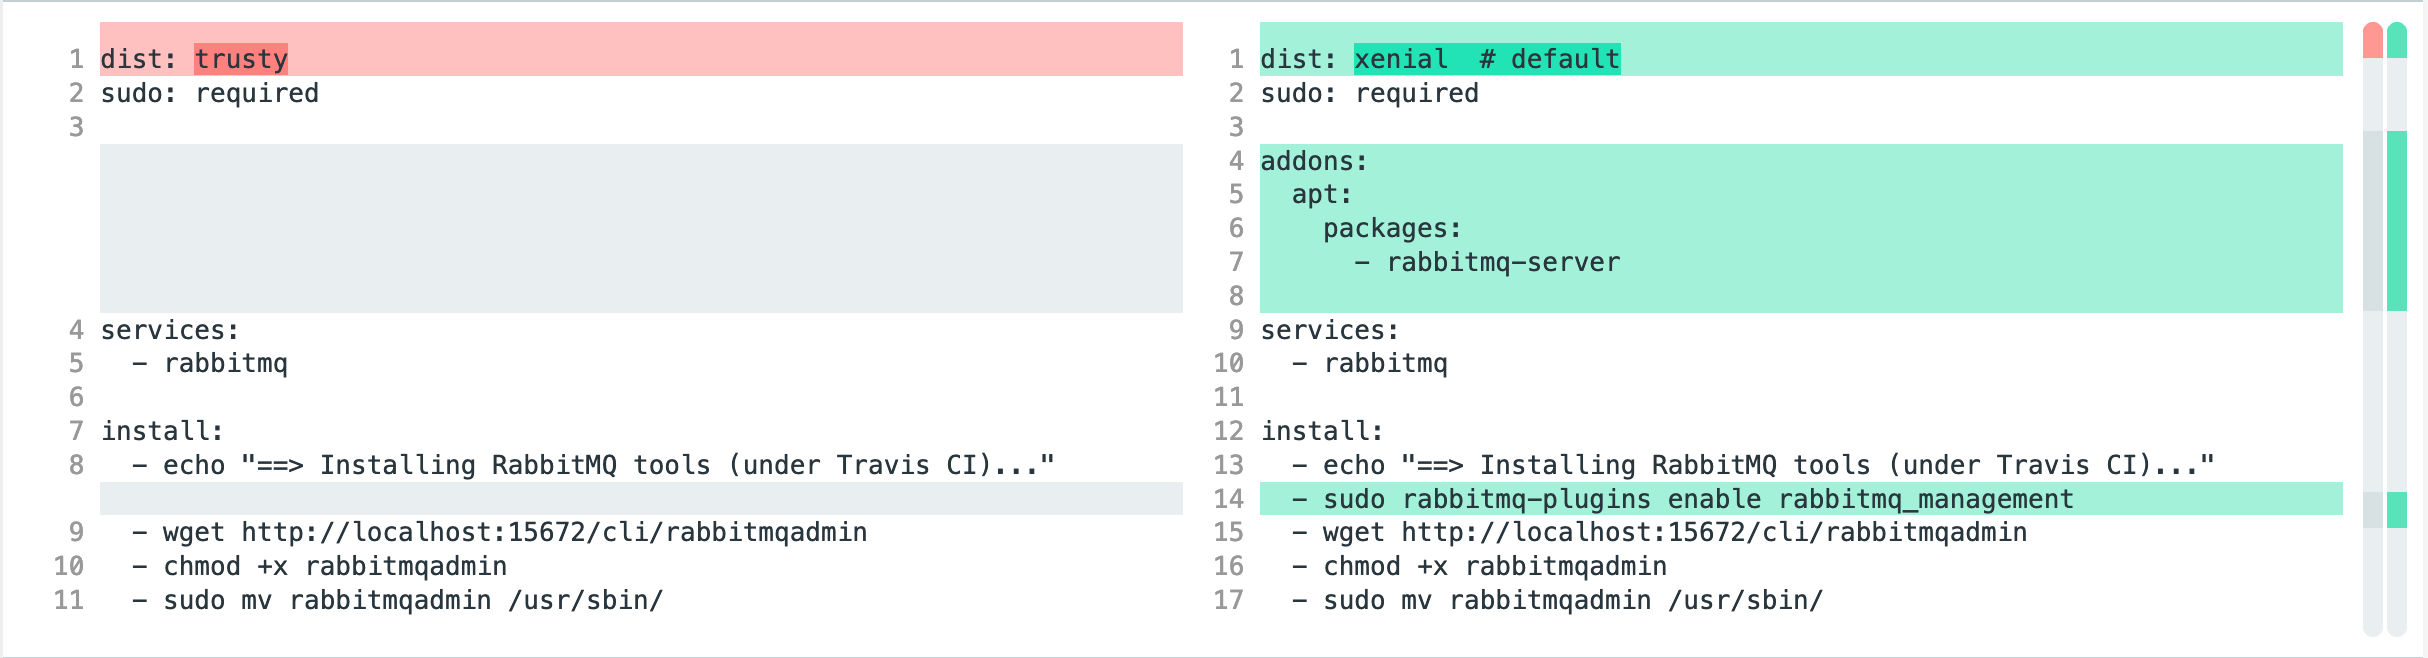 1 dist: trusty
2 sudo: required
3
4 services:
5   - rabbitmq
6
7 install:
8   - echo "==> Installing RabbitMQ tools (under Travis CI)..."
9   - wget http://localhost:15672/cli/rabbitmqadmin
10   - chmod +x rabbitmqadmin
11   - sudo mv rabbitmqadmin /usr/sbin/
1 dist: xenial  # default
2 sudo: required
3
4 addons:
5   apt:
6     packages:
7       - rabbitmq-server
8
9 services:
10   - rabbitmq
11
12 install:
13   - echo "==> Installing RabbitMQ tools (under Travis CI)..."
14   - sudo rabbitmq-plugins enable rabbitmq_management
15   - wget http://localhost:15672/cli/rabbitmqadmin
16   - chmod +x rabbitmqadmin
17   - sudo mv rabbitmqadmin /usr/sbin/